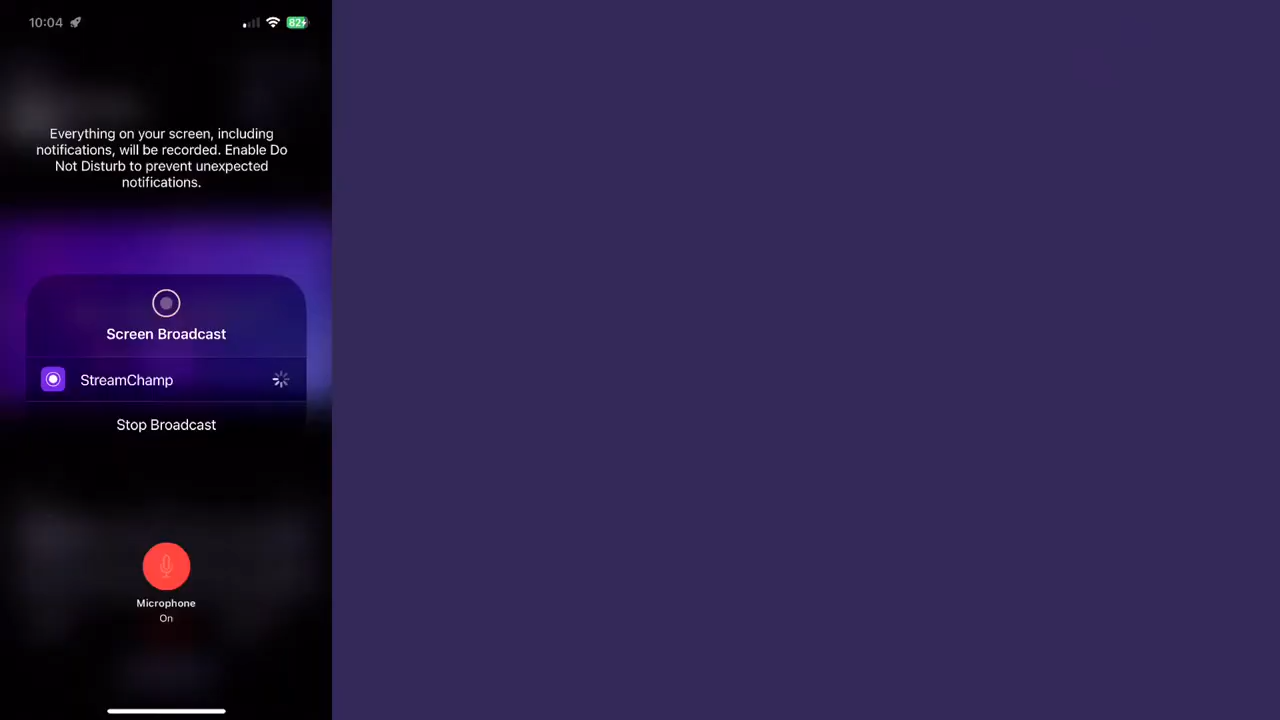 10:04
82
Everything on your screen, including
notifications, will be recorded. Enable Do
Not Disturb to prevent unexpected
notifications.
Screen Broadcast
StreamChamp
Stop Broadcast
Microphone
On